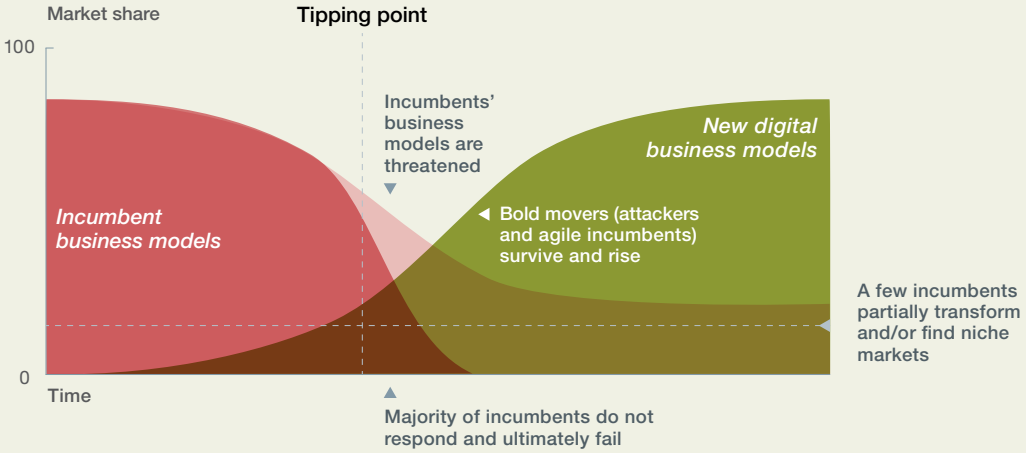 Market share
Tipping point
100
Incumbents’
business
models are
threatened
New digital
business models
Incumbent
business models
Bold movers (attackers
and agile incumbents)
survive and rise
A few incumbents
partially transform
and/or find niche
markets
0
Time
Majority of incumbents do not
respond and ultimately fail